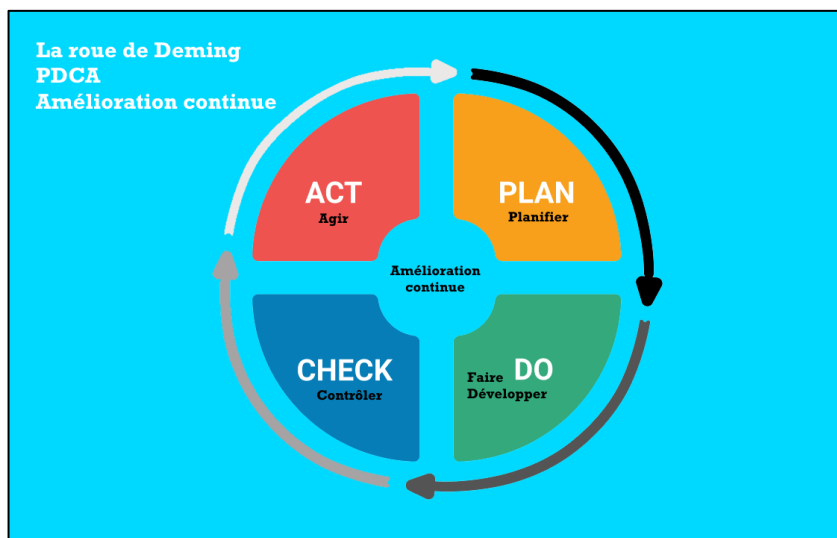 La roue de Deming
PDCA
Amélioration continue
ACT
Agir
PLAN
Planifier
Amélioration
continue
CHECK
Contrôler
Faire DO
Développer